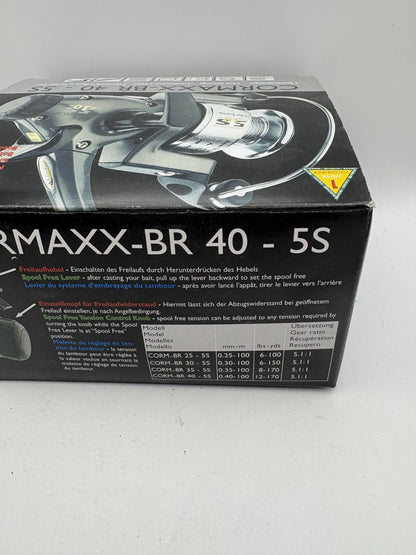 CORMAXX-BR 40 - 5S
5S
RMAXX-BR 40 - 5S
Freilaufhebel - Einschalten des Freilaufs durch Herunterdrücken des Hebels
Spool Free Lever - after casting your bait, pull up the lever backward to set the spool free
Levier du système d'embrayage du tambour - après avoir lancé l'appât, tirer le levier vers l'arrière
Einstellknopf für Freilaufwiderstand - Hiermit lässt sich der Abzugswiderstand bei geöffnetem
Freilauf einstellen, je nach Angelbedingung.
Spool Free Tension Control Knob - spool free tension can be adjusted to any tension required by
turning the knob while the Spool
Free Lever is at "Spool Free"
position.
Molette de réglage de ten-
sion du tambour - la tension
du tambour peut être réglée à
la valeur voulue en tournant la
molette de réglage de tension
du tambour.
Modell
Model
Modelles
Modello mm-m lbs-yds
Übersetzung
Gear ratio
Récupération
Recupero
CORM-BR 25 - 5S 0.25-100 6-100 5.1:1
CORM-BR 30 - 5S 0.30-100 6-150 5.1:1
CORM-BR 35 - 5S 0.35-100 8-170 5.1:1
CORM-BR 40 - 5S 0.40-100 12-170 5.1:1